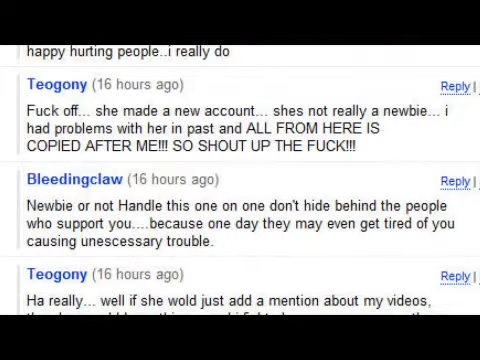 happy hurting people..i really do
Teogony (16 hours ago) Reply |
Fuck off... she made a new account... shes not really a newbie... i
had problems with her in past and ALL FROM HERE IS
COPIED AFTER ME!!! SO SHOUT UP THE FUCK!!!
Bleedingclaw (16 hours ago) Reply |
Newbie or not Handle this one on one don't hide behind the people
who support you....because one day they may even get tired of you
causing unescessary trouble.
Teogony (16 hours ago) Reply |
Ha really... well if she wold just add a mention about my videos,